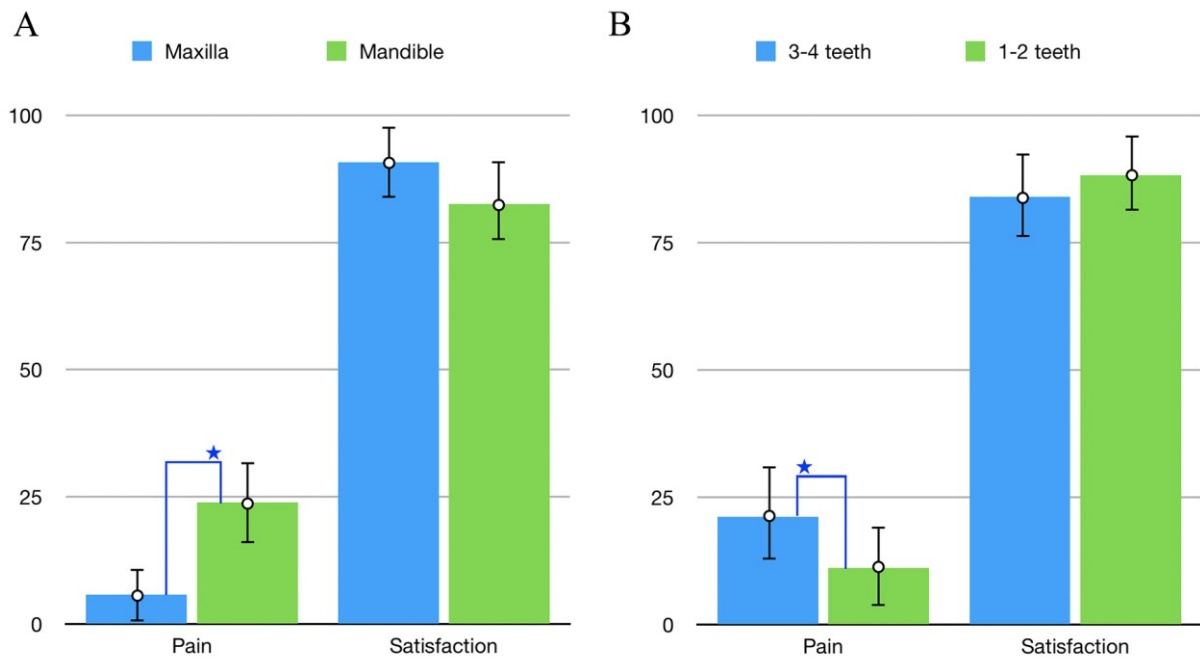 A
Maxilla
Mandible
100
75
50
25
0
Pain
Satisfaction
B
3-4 teeth
1-2 teeth
100
75
50
25
0
Pain
Satisfaction